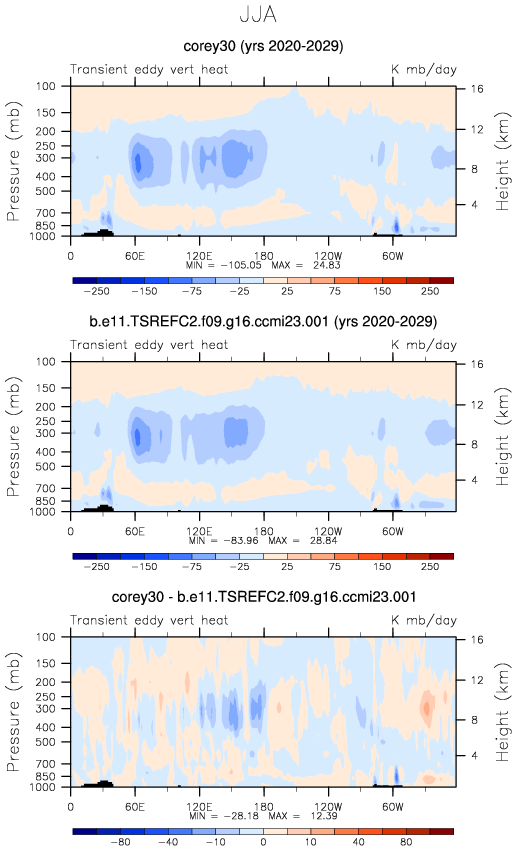 JJA
corey30 (yrs 2020-2029)
Transient eddy vert heat K mb/day
Pressure (mb)
100
200
250
300
400
500
700
850
1000
16
12
8
4
Height (km)
0 60E 120E 180 120W 60W
MIN = -105.05 MAX = 24.83
-250 -150 -75 -25 25 75 150 250
b.e11.TSREFC2.f09.g16.ccmi23.001 (yrs 2020-2029)
Transient eddy vert heat K mb/day
Pressure (mb)
100
200
250
300
400
500
700
850
1000
16
12
8
4
Height (km)
0 60E 120E 180 120W 60W
MIN = -83.96 MAX = 28.84
-250 -150 -75 -25 25 75 150 250
corey30 - b.e11.TSREFC2.f09.g16.ccmi23.001
Transient eddy vert heat K mb/day
Pressure (mb)
100
200
250
300
400
500
700
850
1000
16
12
8
4
Height (km)
0 60E 120E 180 120W 60W
MIN = -28.18 MAX = 12.39
-80 -40 -10 0 10 40 80